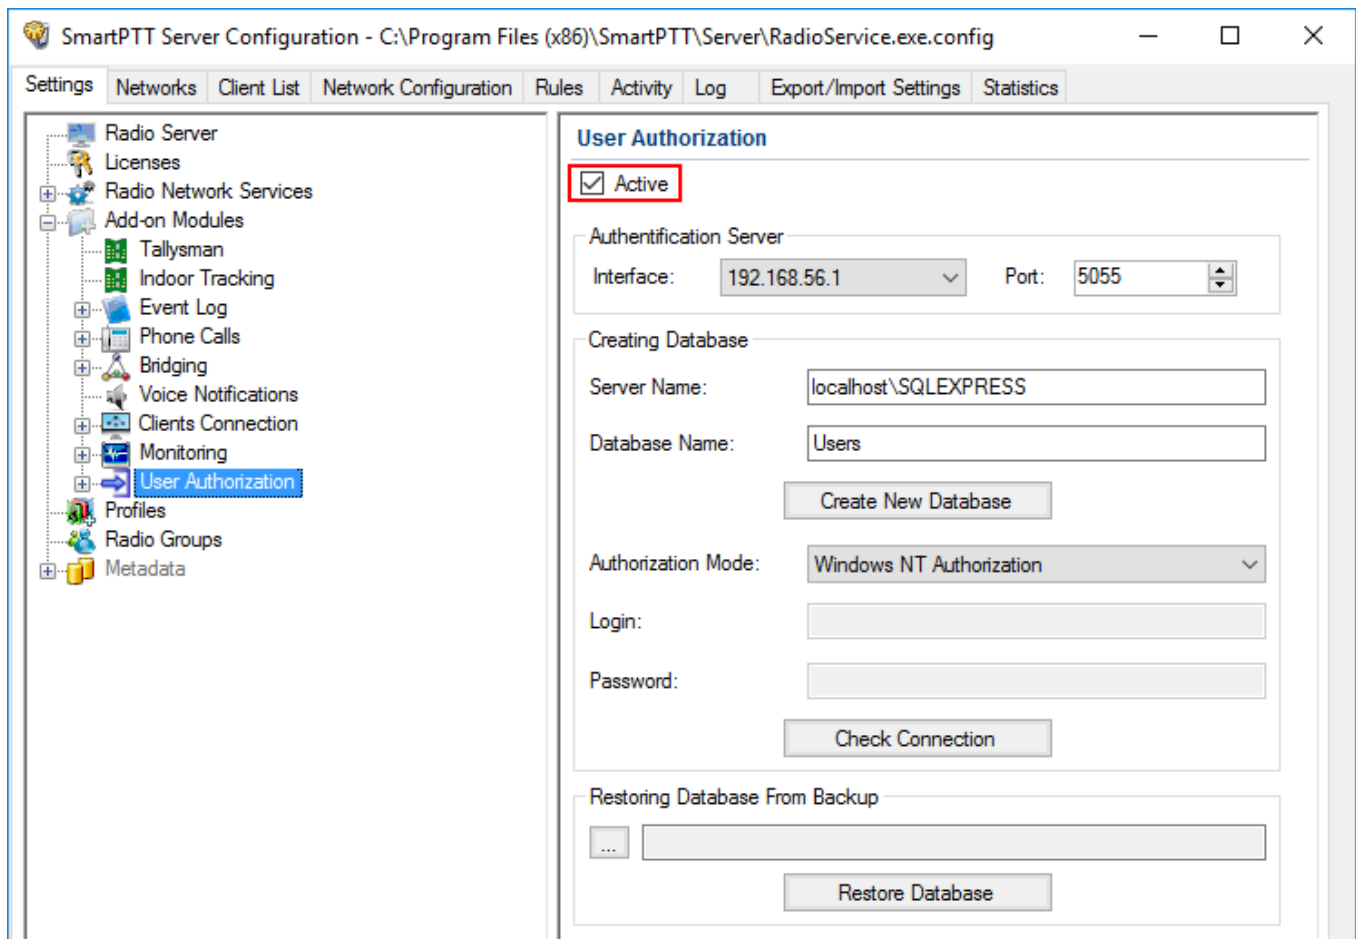 SmartPTT Server Configuration - C:\Program Files (x86)\SmartPTT\Server\RadioService.exe.config
Settings Networks Client List Network Configuration Rules Activity Log Export/Import Settings Statistics
Radio Server
Licenses
Radio Network Services
Add-on Modules
Tallysman
Indoor Tracking
Event Log
Phone Calls
Bridging
Voice Notifications
Clients Connection
Monitoring
User Authorization
Profiles
Radio Groups
Metadata
User Authorization
Active
Authentification Server
Interface: 192.168.56.1 Port: 5055
Creating Database
Server Name: localhost\SQLEXPRESS
Database Name: Users
Create New Database
Authorization Mode: Windows NT Authorization
Login:
Password:
Check Connection
Restoring Database From Backup
...
Restore Database